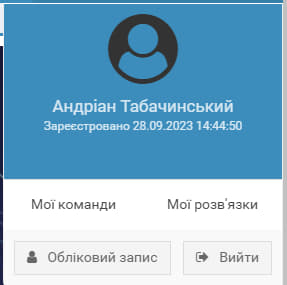 Андріан Табачинський
Зареєстровано 28.09.2023 14:44:50
Мої команди Мої розв'язки
Обліковий запис Вийти